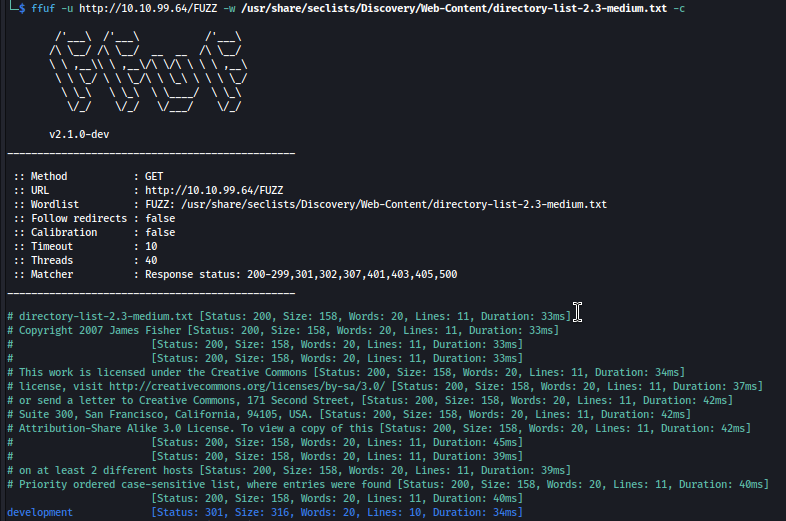 └─$ ffuf -u http://10.10.99.64/FUZZ -w /usr/share/seclists/Discovery/Web-Content/directory-list-2.3-medium.txt -c
        /'___\  /'___\           /'___\
       /\ \__/ /\ \__/  __  __  /\ \__/
       \ \ ,__\\ \ ,__\/\ \/\ \ \ \ ,__\
        \ \ \_/ \ \ \_/\ \ \_\ \ \ \ \_/
         \ \_\   \ \_\  \ \____/  \ \_\
          \/_/    \/_/   \/___/    \/_/
v2.1.0-dev
________________________________________________
:: Method : GET
:: URL : http://10.10.99.64/FUZZ
:: Wordlist : FUZZ: /usr/share/seclists/Discovery/Web-Content/directory-list-2.3-medium.txt
:: Follow redirects : false
:: Calibration : false
:: Timeout : 10
:: Threads : 40
:: Matcher : Response status: 200-299,301,302,307,401,403,405,500
________________________________________________
# directory-list-2.3-medium.txt [Status: 200, Size: 158, Words: 20, Lines: 11, Duration: 33ms]
# Copyright 2007 James Fisher [Status: 200, Size: 158, Words: 20, Lines: 11, Duration: 33ms]
# [Status: 200, Size: 158, Words: 20, Lines: 11, Duration: 33ms]
# [Status: 200, Size: 158, Words: 20, Lines: 11, Duration: 33ms]
# This work is licensed under the Creative Commons [Status: 200, Size: 158, Words: 20, Lines: 11, Duration: 34ms]
# license, visit http://creativecommons.org/licenses/by-sa/3.0/ [Status: 200, Size: 158, Words: 20, Lines: 11, Duration: 37ms]
# or send a letter to Creative Commons, 171 Second Street, [Status: 200, Size: 158, Words: 20, Lines: 11, Duration: 42ms]
# Suite 300, San Francisco, California, 94105, USA. [Status: 200, Size: 158, Words: 20, Lines: 11, Duration: 42ms]
# Attribution-Share Alike 3.0 License. To view a copy of this [Status: 200, Size: 158, Words: 20, Lines: 11, Duration: 42ms]
# [Status: 200, Size: 158, Words: 20, Lines: 11, Duration: 45ms]
# [Status: 200, Size: 158, Words: 20, Lines: 11, Duration: 39ms]
# on at least 2 different hosts [Status: 200, Size: 158, Words: 20, Lines: 11, Duration: 39ms]
# Priority ordered case-sensitive list, where entries were found [Status: 200, Size: 158, Words: 20, Lines: 11, Duration: 40ms]
[Status: 200, Size: 158, Words: 20, Lines: 11, Duration: 40ms]
development [Status: 301, Size: 316, Words: 20, Lines: 10, Duration: 34ms]